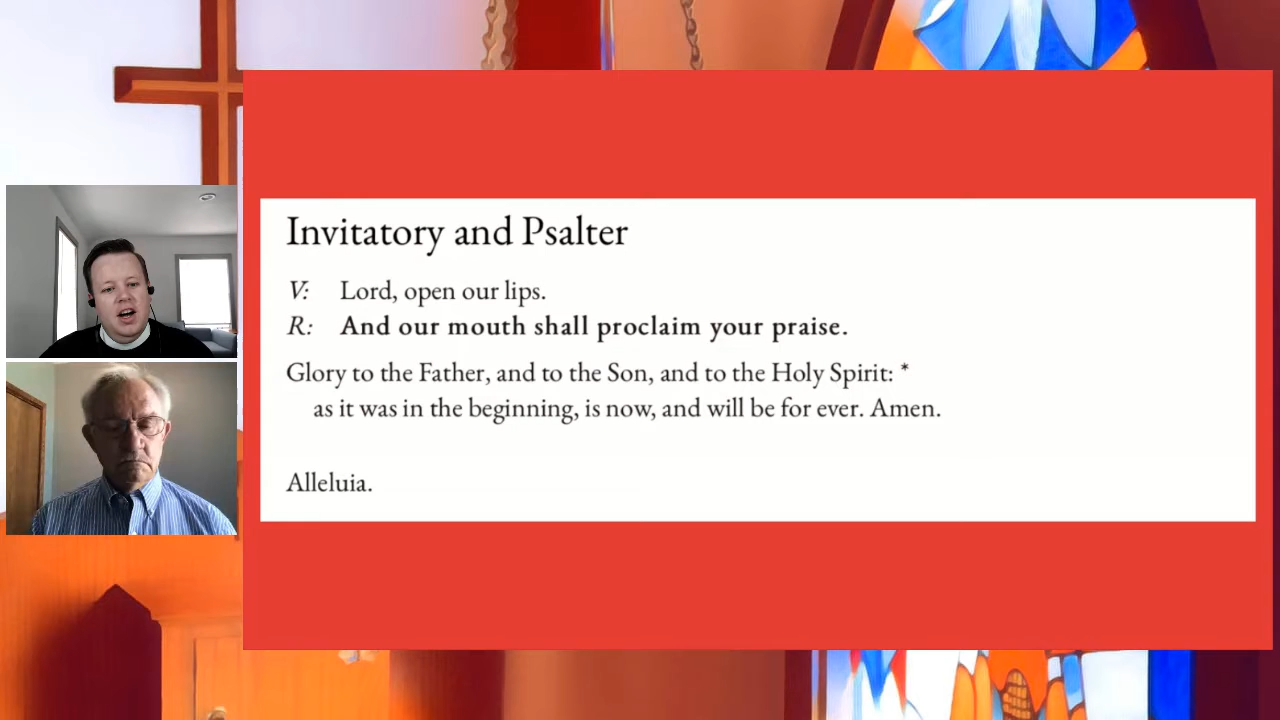 Invitatory and Psalter
V: Lord, open our lips.
R: And our mouth shall proclaim your praise.
Glory to the Father, and to the Son, and to the Holy Spirit: *
as it was in the beginning, is now, and will be for ever. Amen.
Alleluia.